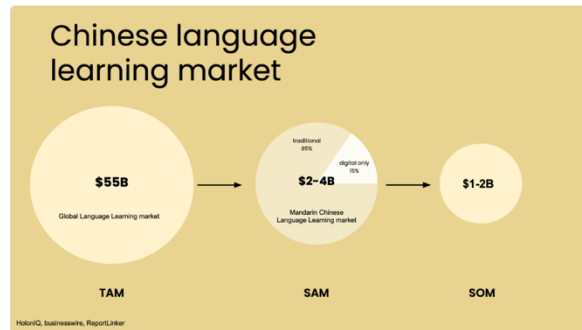 Chinese language
learning market
$55B
Global Language Learning market
traditional
85%
digital only
15%
$2-4B
Mandarin Chinese
Language Learning market
$1-2B
TAM
SAM
SOM
HolonIQ, businesswire, ReportLinker